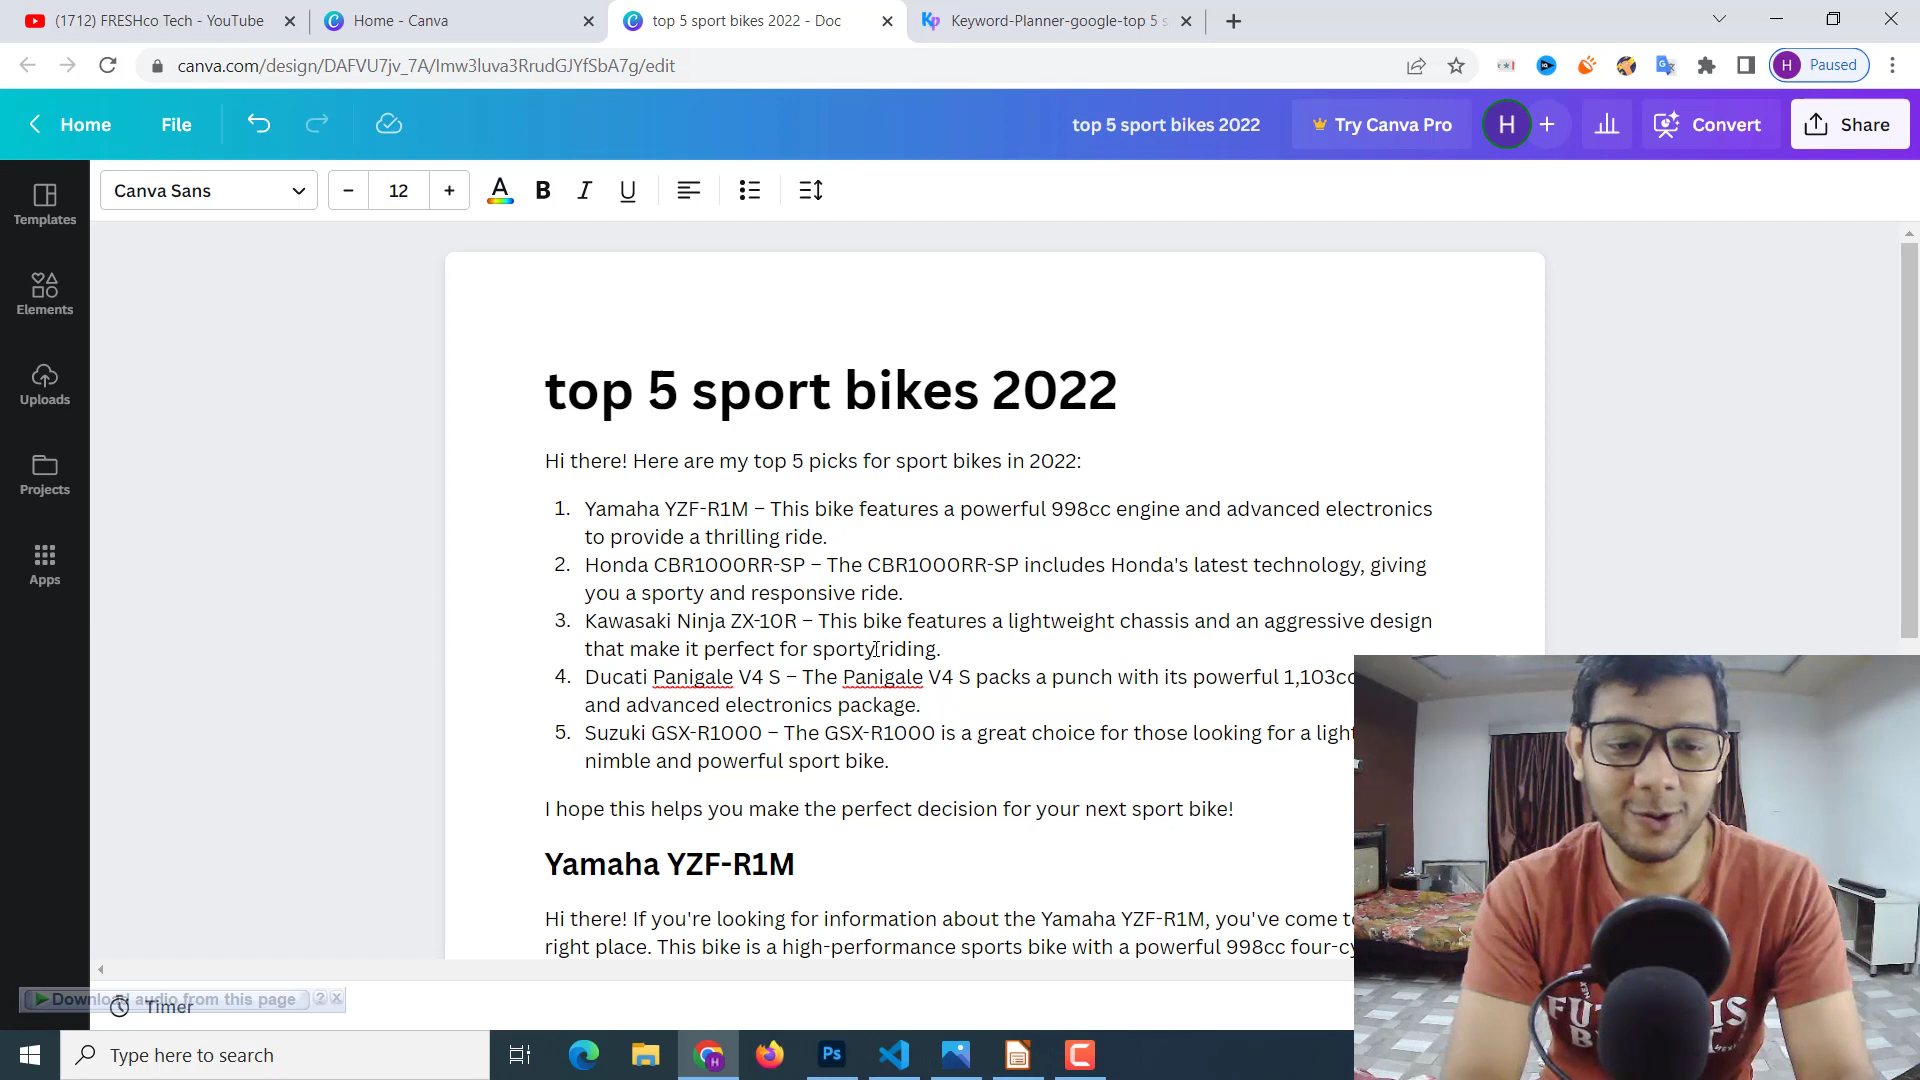 (1712) FRESHco Tech - YouTube
Home - Canva
top 5 sport bikes 2022 - Doc
Keyword-Planner-google-top 5 s
canva.com/design/DAFVU7jv_7A/Imw3luva3RrudGJYfSbA7g/edit
H Paused
Home
File
top 5 sport bikes 2022
Try Canva Pro
H
Convert
Share
Canva Sans
12
A
B
I
U
Templates
Elements
Uploads
Projects
Apps
top 5 sport bikes 2022
Hi there! Here are my top 5 picks for sport bikes in 2022:
1. Yamaha YZF-R1M – This bike features a powerful 998cc engine and advanced electronics
to provide a thrilling ride.
2. Honda CBR1000RR-SP – The CBR1000RR-SP includes Honda's latest technology, giving
you a sporty and responsive ride.
3. Kawasaki Ninja ZX-10R – This bike features a lightweight chassis and an aggressive design
that make it perfect for sporty riding.
4. Ducati Panigale V4 S – The Panigale V4 S packs a punch with its powerful 1,103cc
and advanced electronics package.
5. Suzuki GSX-R1000 – The GSX-R1000 is a great choice for those looking for a light
nimble and powerful sport bike.
I hope this helps you make the perfect decision for your next sport bike!
Yamaha YZF-R1M
Hi there! If you're looking for information about the Yamaha YZF-R1M, you've come to
right place. This bike is a high-performance sports bike with a powerful 998cc four-cy
Download audio from this page ? x
Timer
Type here to search
Ps